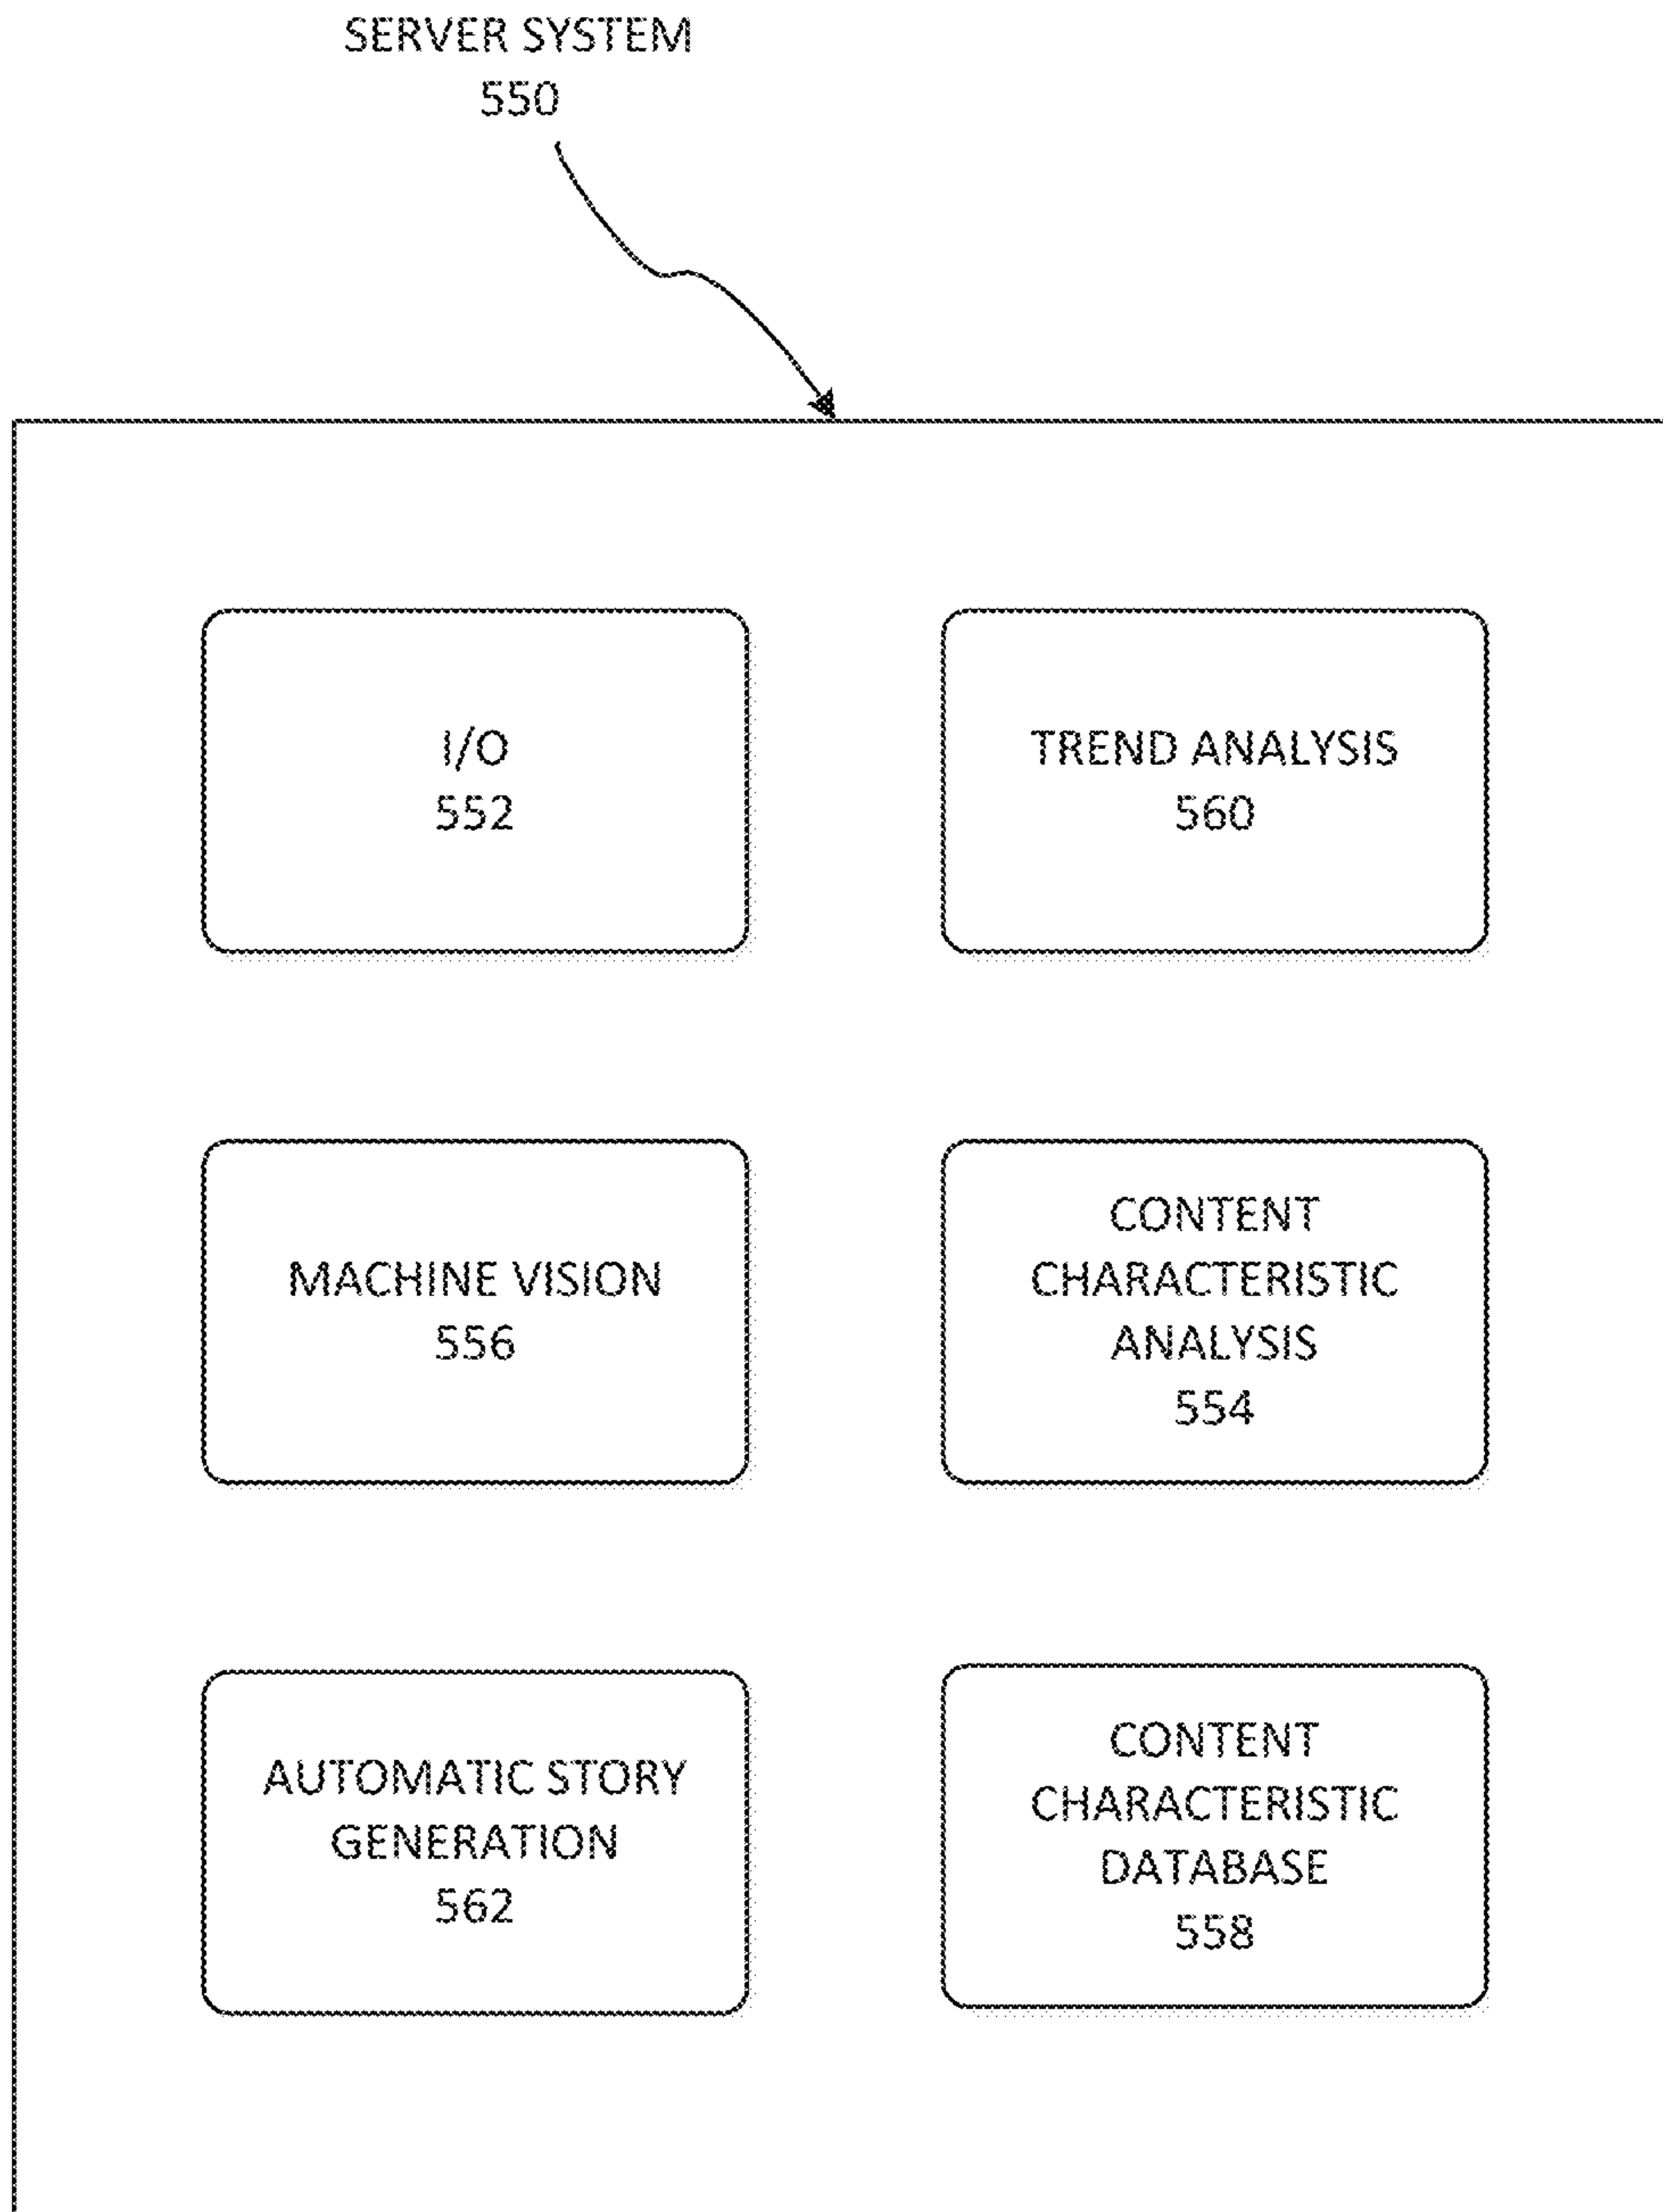 SERVER SYSTEM
550
I/O
552
TREND ANALYSIS
560
MACHINE VISION
556
CONTENT
CHARACTERISTIC
ANALYSIS
554
AUTOMATIC STORY
GENERATION
562
CONTENT
CHARACTERISTIC
DATABASE
558